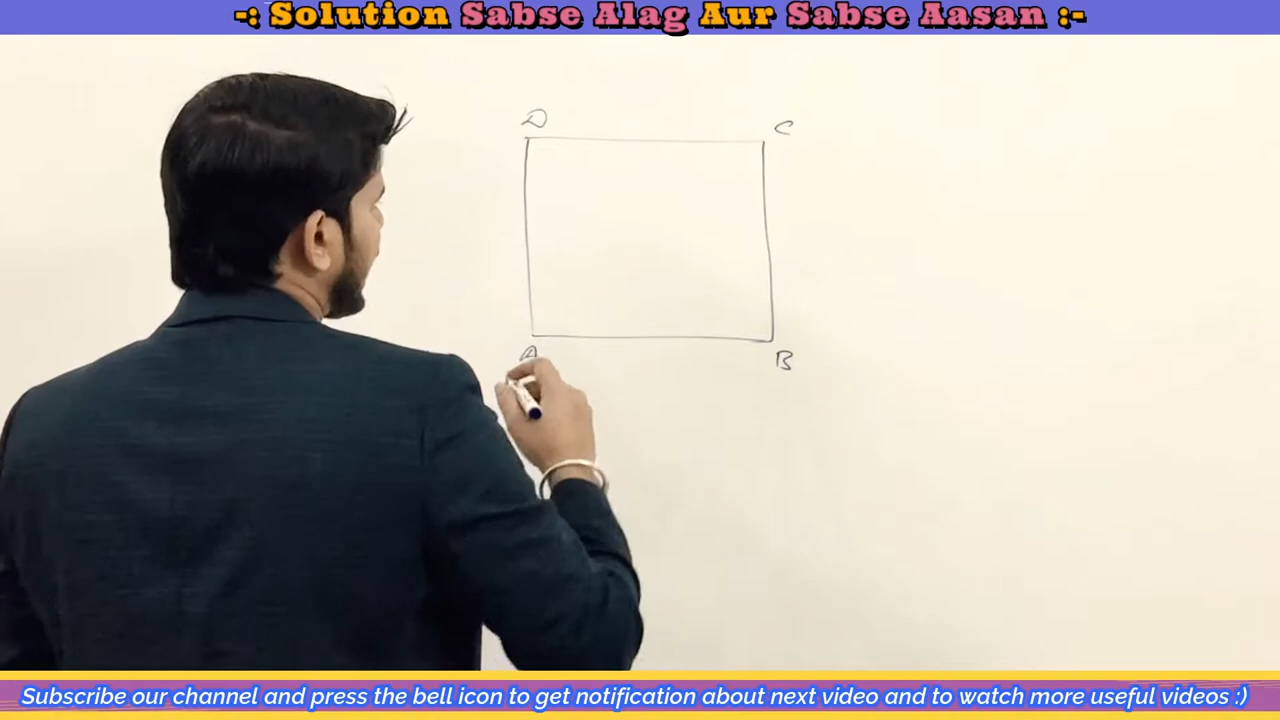 -: Solution Sabse Alag Aur Sabse Aasan :-
D C
A B
Subscribe our channel and press the bell icon to get notification about next video and to watch more useful videos :)